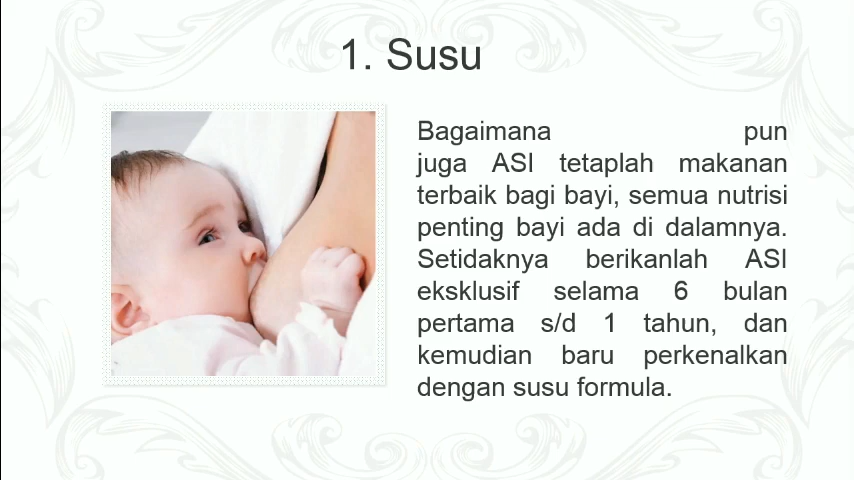 1. Susu
Bagaimana pun
juga ASI tetaplah makanan
terbaik bagi bayi, semua nutrisi
penting bayi ada di dalamnya.
Setidaknya berikanlah ASI
eksklusif selama 6 bulan
pertama s/d 1 tahun, dan
kemudian baru perkenalkan
dengan susu formula.